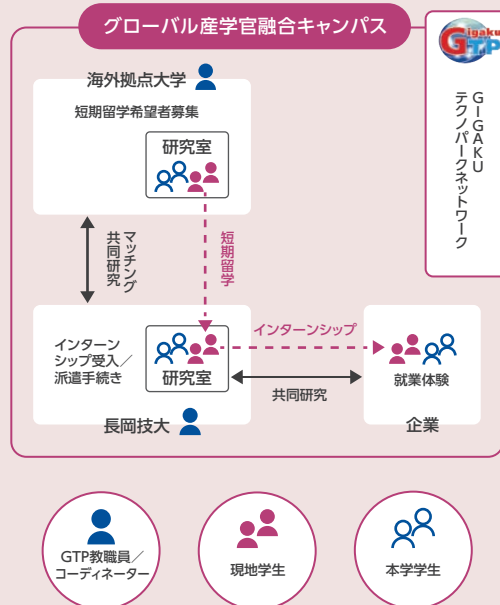 グローバル産学官融合キャンパス
Gigaku
GTP
GIGAKU
テクノパークネットワーク
海外拠点大学
短期留学希望者募集
研究室
マッチング
共同研究
短期留学
インターン
シップ受入／
派遣手続き
研究室
長岡技大
インターンシップ
共同研究
就業体験
企業
GTP教職員／
コーディネーター
現地学生
本学学生